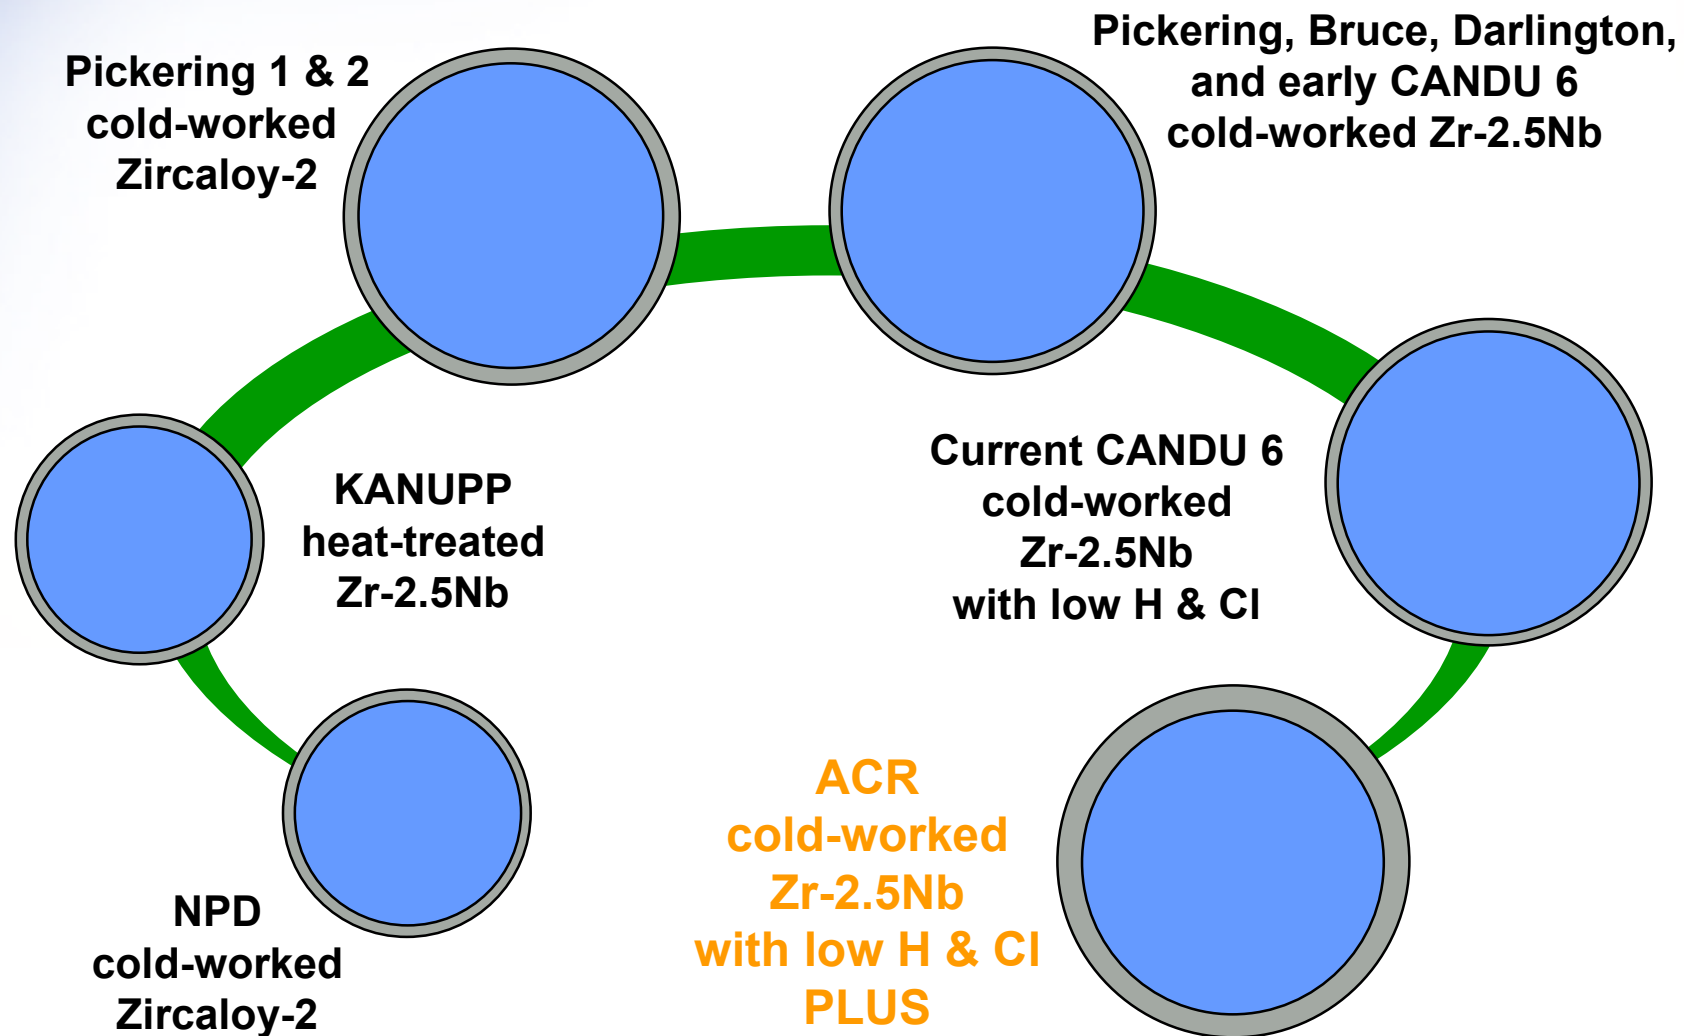 Pickering 1 & 2
cold-worked
Zircaloy-2
Pickering, Bruce, Darlington,
and early CANDU 6
cold-worked Zr-2.5Nb
KANUPP
heat-treated
Zr-2.5Nb
Current CANDU 6
cold-worked
Zr-2.5Nb
with low H & Cl
NPD
cold-worked
Zircaloy-2
ACR
cold-worked
Zr-2.5Nb
with low H & Cl
PLUS